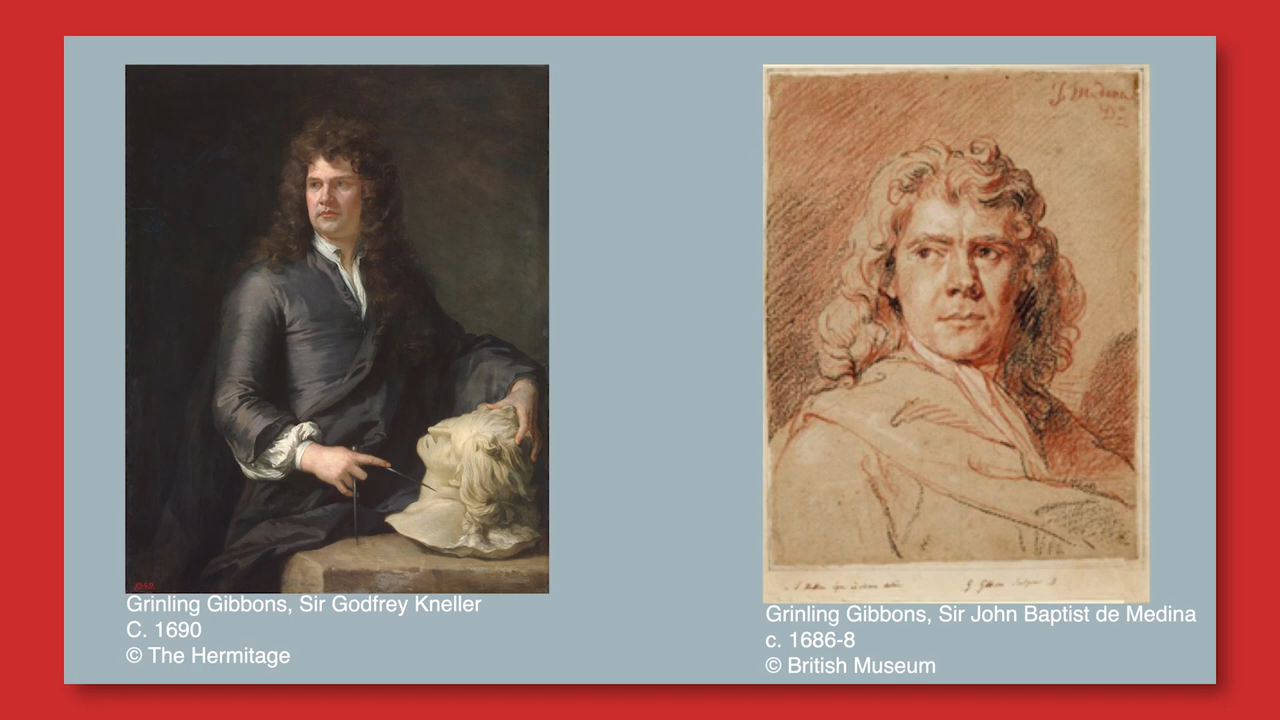 Grinling Gibbons, Sir Godfrey Kneller
C. 1690
© The Hermitage
Grinling Gibbons, Sir John Baptist de Medina
c. 1686-8
© British Museum